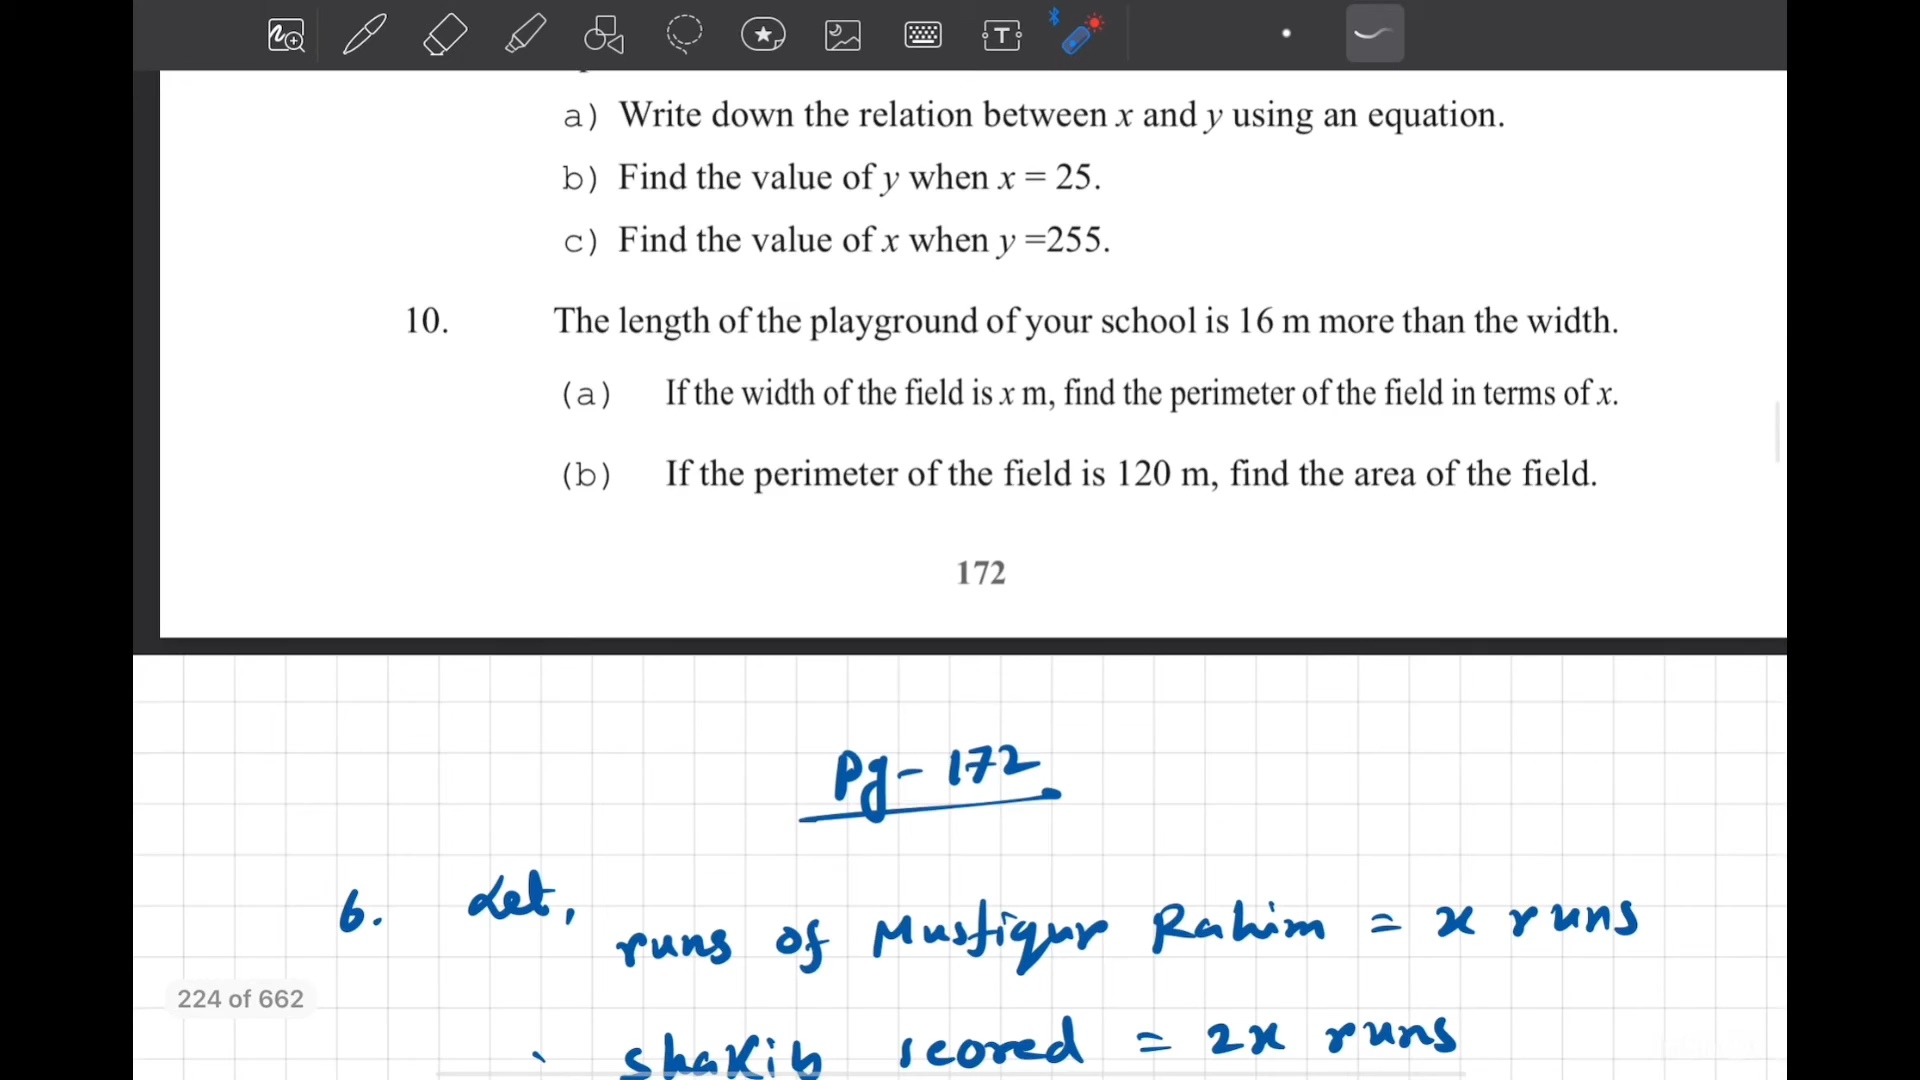 a) Write down the relation between x and y using an equation.
b) Find the value of y when x = 25.
c) Find the value of x when y =255.
10. The length of the playground of your school is 16 m more than the width.
(a) If the width of the field is x m, find the perimeter of the field in terms of x.
(b) If the perimeter of the field is 120 m, find the area of the field.
172
Pg - 172
6. Let,
runs of Musfiqur Rahim = x runs
Shakib scored = 2x runs
224 of 662